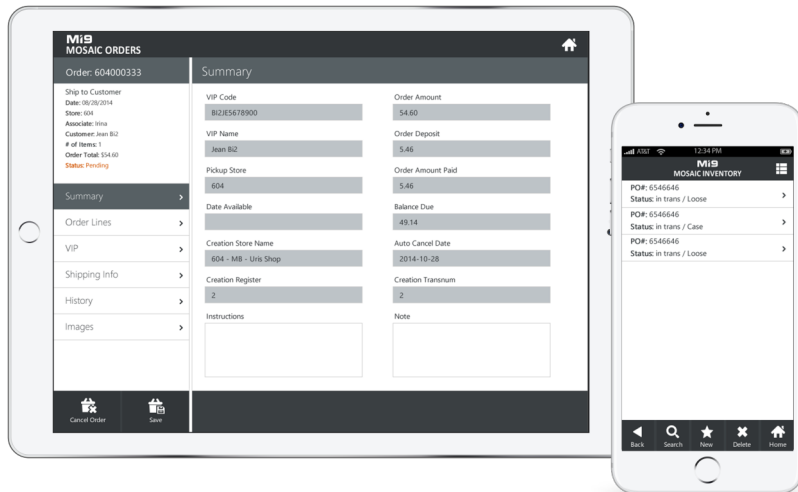 Mi9
MOSAIC ORDERS
Order: 604000333
Ship to Customer
Date: 08/28/2014
Store: 604
Associate: Irina
Customer: Jean Bi2
# of Items: 1
Order Total: $54.60
Status: Pending
Summary
Order Lines
VIP
Shipping Info
History
Images
Cancel Order
Save
Summary
VIP Code
BI2JE5678900
VIP Name
Jean Bi2
Pickup Store
604
Date Available
Creation Store Name
604 - MB - Uris Shop
Creation Register
2
Instructions
Order Amount
54.60
Order Deposit
5.46
Order Amount Paid
5.46
Balance Due
49.14
Auto Cancel Date
2014-10-28
Creation Transnum
2
Note
AT&T 12:34 PM
Mi9
MOSAIC INVENTORY
PO#: 6546646
Status: in trans / Loose
PO#: 6546646
Status: in trans / Case
PO#: 6546646
Status: in trans / Loose
Back Search New Delete Home